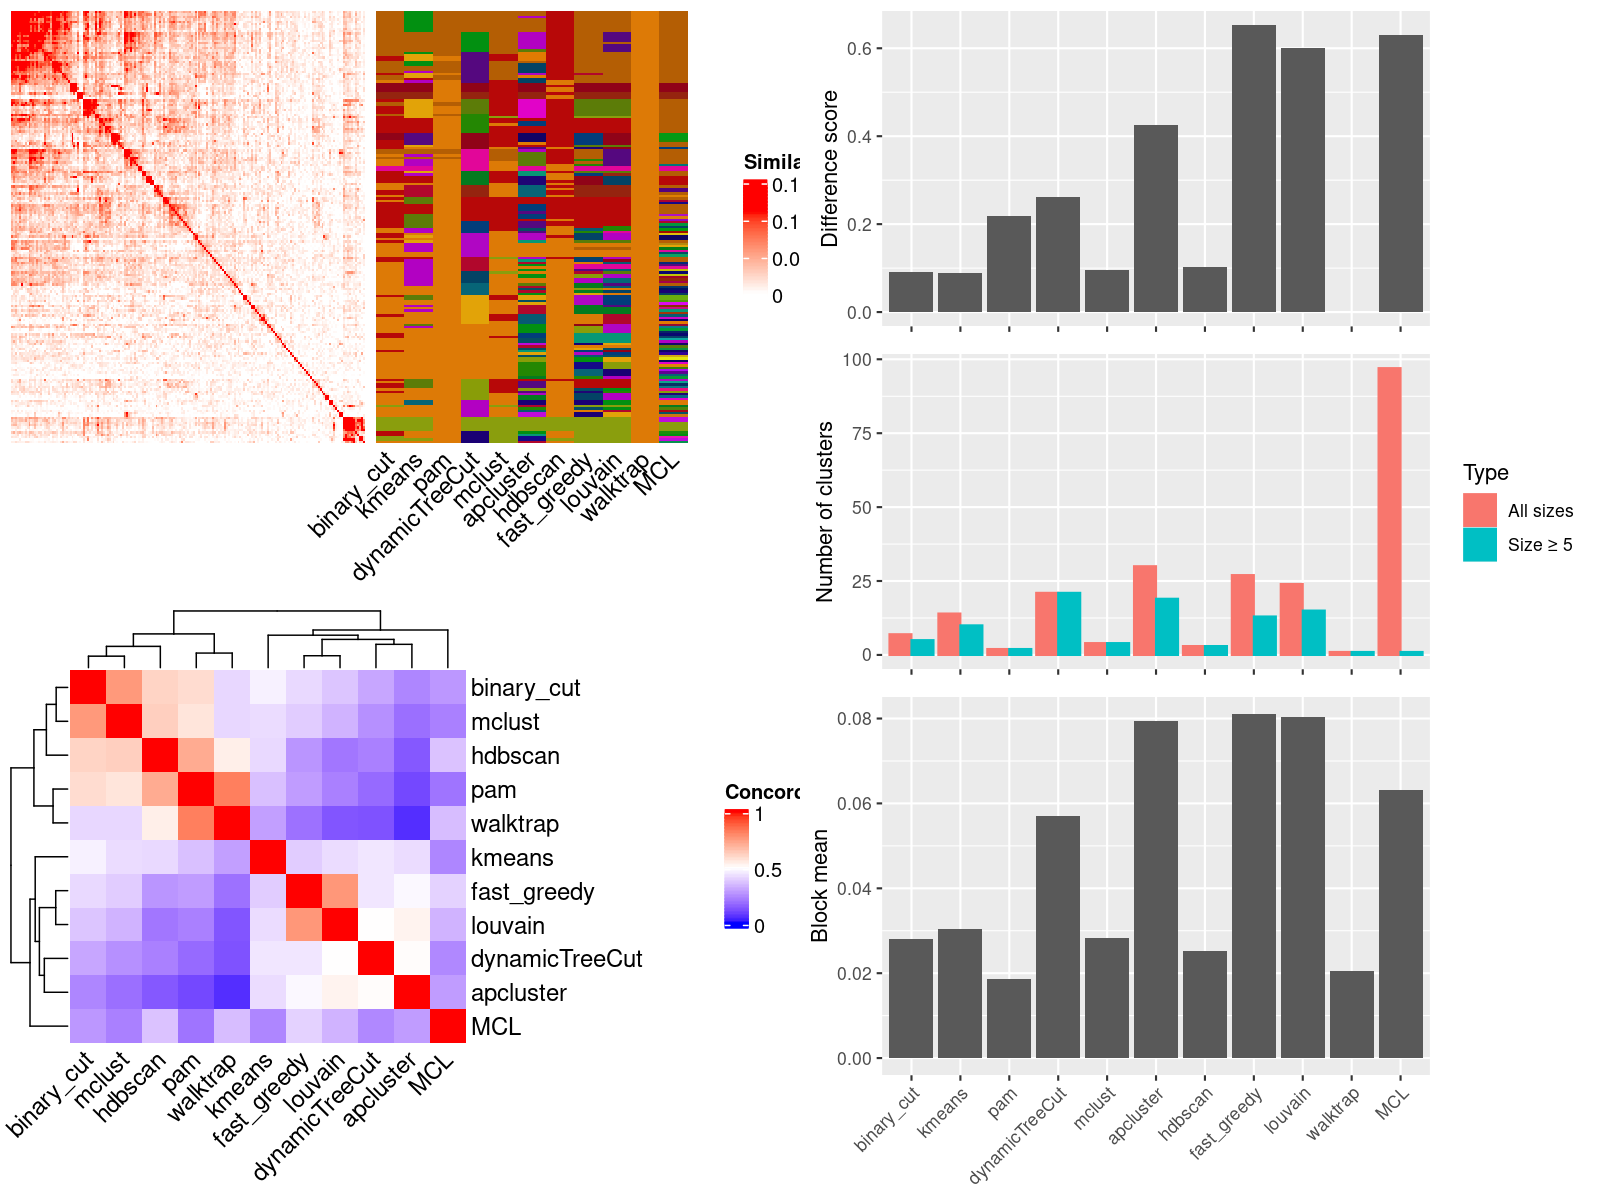 Simila
0.1
0.1
0.0
0
binary_cut
kmeans
pam
dynamicTreeCut
mclust
apcluster
hdbscan
fast_greedy
louvain
walktrap
MCL
binary_cut
mclust
hdbscan
pam
walktrap
kmeans
fast_greedy
louvain
dynamicTreeCut
apcluster
MCL
binary_cut
mclust
hdbscan
pam
walktrap
kmeans
fast_greedy
louvain
dynamicTreeCut
apcluster
MCL
Concord
1
0.5
0
Difference score
0.6
0.4
0.2
0.0
Number of clusters
100
75
50
25
0
Type
All sizes
Size ≥ 5
Block mean
0.08
0.06
0.04
0.02
0.00
binary_cut
kmeans
pam
dynamicTreeCut
mclust
apcluster
hdbscan
fast_greedy
louvain
walktrap
MCL